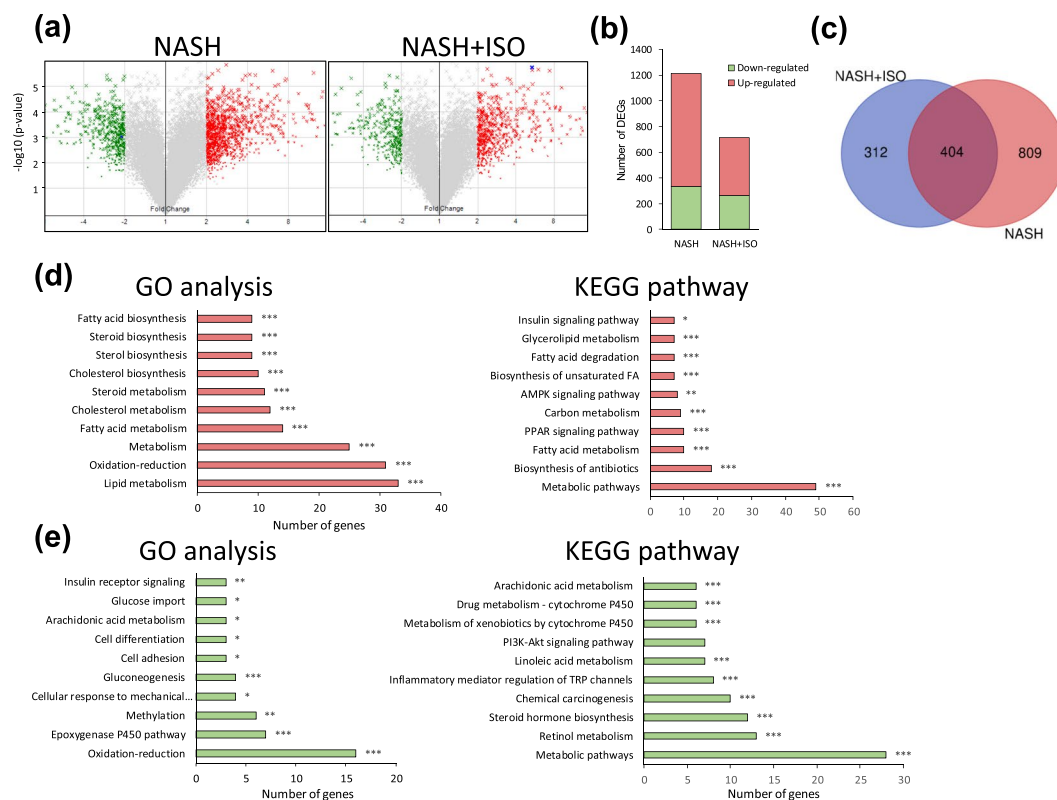 (a)
NASH
NASH+ISO
-log10 (p-value)
5
4
3
2
1
Fold Change
-4
-2
1
2
4
8
Fold Change
-4
-2
1
2
4
8
(b)
1400
1200
1000
800
600
400
200
0
Number of DEGs
Down-regulated
Up-regulated
NASH
NASH+ISO
(c)
NASH+ISO
312
404
809
NASH
(d)
GO analysis
Fatty acid biosynthesis ***
Steroid biosynthesis ***
Sterol biosynthesis ***
Cholesterol biosynthesis ***
Steroid metabolism ***
Cholesterol metabolism ***
Fatty acid metabolism ***
Metabolism ***
Oxidation-reduction ***
Lipid metabolism ***
0 10 20 30 40
Number of genes
KEGG pathway
Insulin signaling pathway *
Glycerolipid metabolism ***
Fatty acid degradation ***
Biosynthesis of unsaturated FA ***
AMPK signaling pathway **
Carbon metabolism ***
PPAR signaling pathway ***
Fatty acid metabolism ***
Biosynthesis of antibiotics ***
Metabolic pathways ***
0 10 20 30 40 50 60
(e)
GO analysis
Insulin receptor signaling **
Glucose import *
Arachidonic acid metabolism *
Cell differentiation *
Cell adhesion *
Gluconeogenesis ***
Cellular response to mechanical... *
Methylation **
Epoxygenase P450 pathway ***
Oxidation-reduction ***
0 5 10 15 20
Number of genes
KEGG pathway
Arachidonic acid metabolism ***
Drug metabolism - cytochrome P450 ***
Metabolism of xenobiotics by cytochrome P450 ***
PI3K-Akt signaling pathway
Linoleic acid metabolism ***
Inflammatory mediator regulation of TRP channels ***
Chemical carcinogenesis ***
Steroid hormone biosynthesis ***
Retinol metabolism ***
Metabolic pathways ***
0 5 10 15 20 25 30
Number of genes